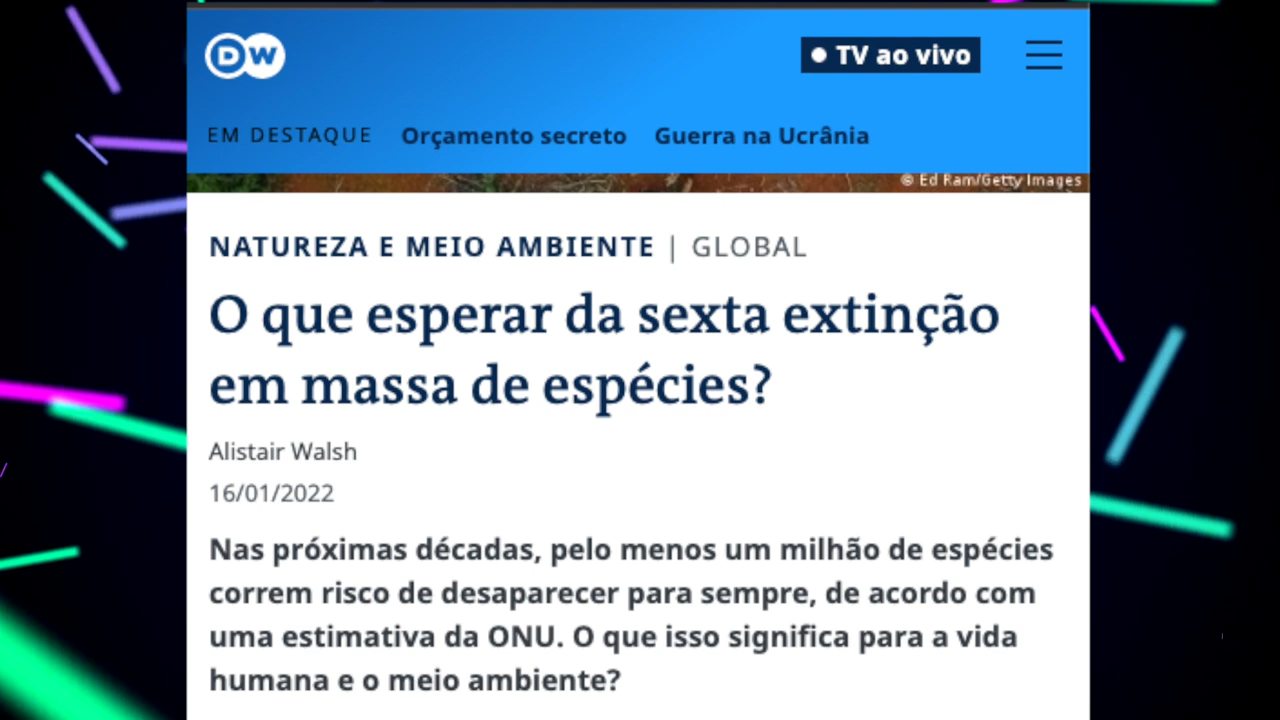 DW
TV ao vivo
EM DESTAQUE Orçamento secreto Guerra na Ucrânia
© Ed Ram/Getty Images
NATUREZA E MEIO AMBIENTE | GLOBAL
O que esperar da sexta extinção
em massa de espécies?
Alistair Walsh
16/01/2022
Nas próximas décadas, pelo menos um milhão de espécies
correm risco de desaparecer para sempre, de acordo com
uma estimativa da ONU. O que isso significa para a vida
humana e o meio ambiente?